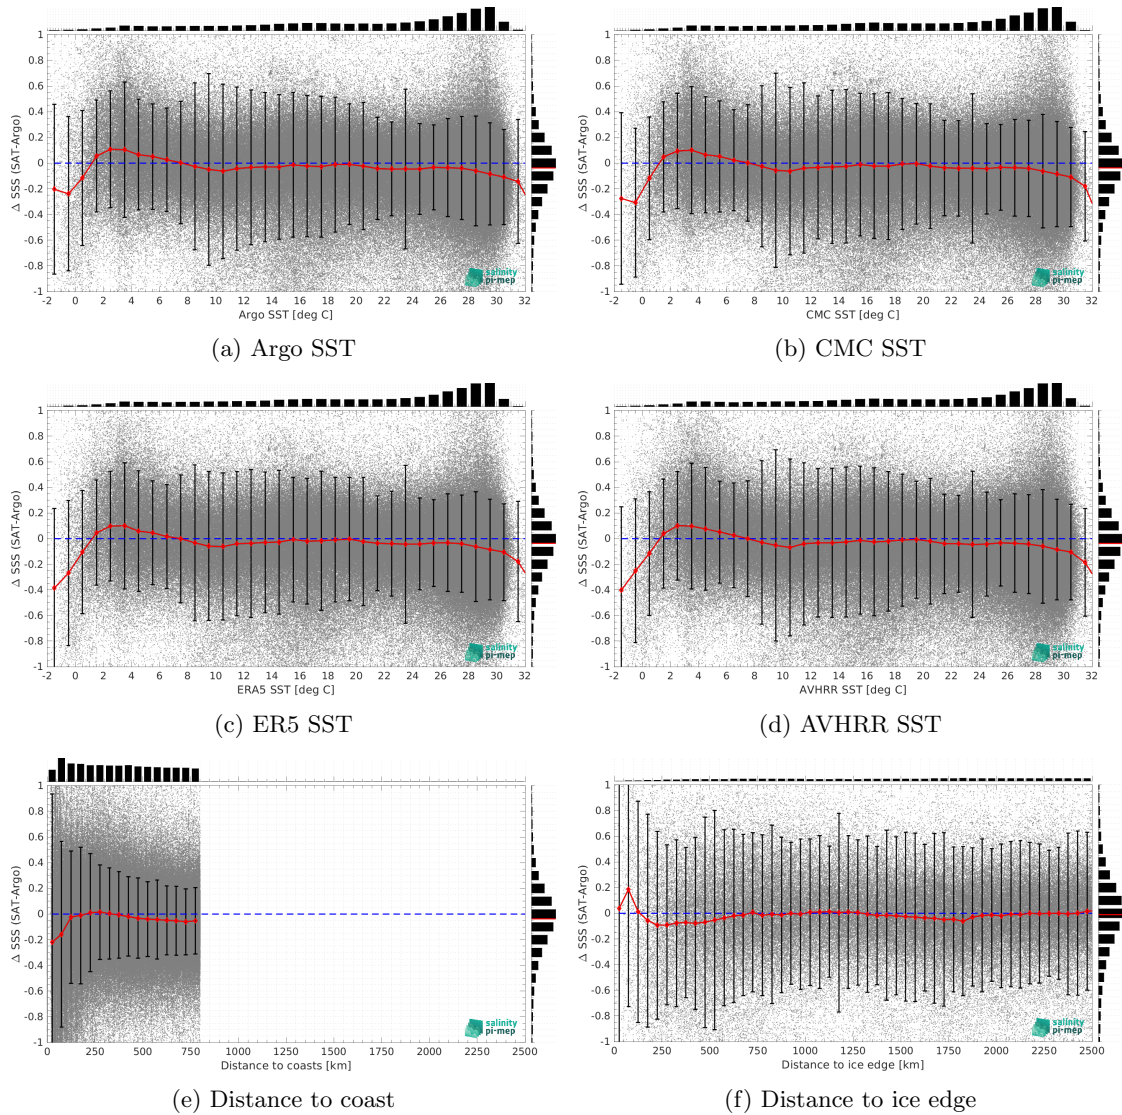 1
0.8
0.6
0.4
0.2
0
-0.2
-0.4
-0.6
-0.8
-1
Δ SSS (SAT-Argo)
-2 0 2 4 6 8 10 12 14 16 18 20 22 24 26 28 30 32
Argo SST [deg C]
salinity
pi-mep
(a) Argo SST
1
0.8
0.6
0.4
0.2
0
-0.2
-0.4
-0.6
-0.8
-1
Δ SSS (SAT-Argo)
-2 0 2 4 6 8 10 12 14 16 18 20 22 24 26 28 30 32
CMC SST [deg C]
salinity
pi-mep
(b) CMC SST
1
0.8
0.6
0.4
0.2
0
-0.2
-0.4
-0.6
-0.8
-1
Δ SSS (SAT-Argo)
-2 0 2 4 6 8 10 12 14 16 18 20 22 24 26 28 30 32
ERA5 SST [deg C]
salinity
pi-mep
(c) ER5 SST
1
0.8
0.6
0.4
0.2
0
-0.2
-0.4
-0.6
-0.8
-1
Δ SSS (SAT-Argo)
-2 0 2 4 6 8 10 12 14 16 18 20 22 24 26 28 30 32
AVHRR SST [deg C]
salinity
pi-mep
(d) AVHRR SST
1
0.8
0.6
0.4
0.2
0
-0.2
-0.4
-0.6
-0.8
-1
Δ SSS (SAT-Argo)
0 250 500 750 1000 1250 1500 1750 2000 2250 2500
Distance to coasts [km]
salinity
pi-mep
(e) Distance to coast
1
0.8
0.6
0.4
0.2
0
-0.2
-0.4
-0.6
-0.8
-1
Δ SSS (SAT-Argo)
0 250 500 750 1000 1250 1500 1750 2000 2250 2500
Distance to ice edge [km]
salinity
pi-mep
(f) Distance to ice edge